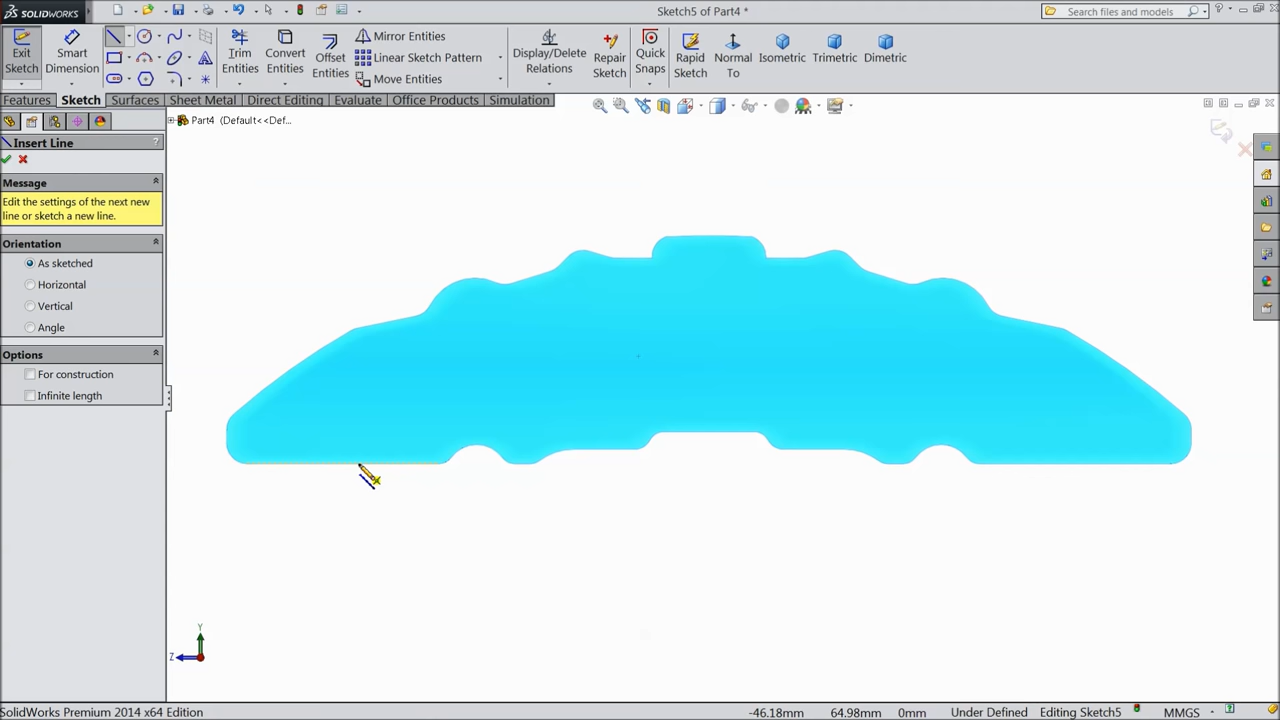 SOLIDWORKS
Sketch5 of Part4 *
Search files and models
Exit Sketch
Smart Dimension
Trim Entities
Convert Entities
Offset Entities
Mirror Entities
Linear Sketch Pattern
Move Entities
Display/Delete Relations
Repair Sketch
Quick Snaps
Rapid Sketch
Normal To
Isometric
Trimetric
Dimetric
Features
Sketch
Surfaces
Sheet Metal
Direct Editing
Evaluate
Office Products
Simulation
Part4 (Default<<Def...
Insert Line
?
Message
Edit the settings of the next new
line or sketch a new line.
Orientation
As sketched
Horizontal
Vertical
Angle
Options
For construction
Infinite length
Y
Z
SolidWorks Premium 2014 x64 Edition
-46.18mm
64.98mm
0mm
Under Defined
Editing Sketch5
MMGS